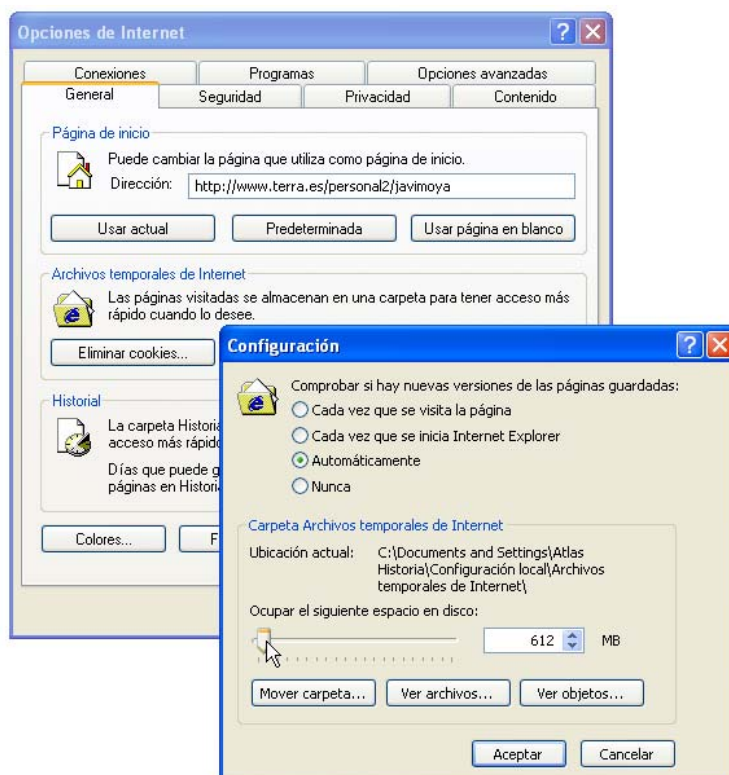 Opciones de Internet
Conexiones
Programas
Opciones avanzadas
General
Seguridad
Privacidad
Contenido
Página de inicio
Puede cambiar la página que utiliza como página de inicio.
Dirección:
http://www.terra.es/personal2/javimoya
Usar actual
Predeterminada
Usar página en blanco
Archivos temporales de Internet
Las páginas visitadas se almacenan en una carpeta para tener acceso más
rápido cuando lo desee.
Eliminar cookies...
Historial
La carpeta Histori
acceso más rápido
Días que puede g
páginas en Histori
Colores...
F
Configuración
Comprobar si hay nuevas versiones de las páginas guardadas:
Cada vez que se visita la página
Cada vez que se inicia Internet Explorer
Automáticamente
Nunca
Carpeta Archivos temporales de Internet
Ubicación actual:
C:\Documents and Settings\Atlas
Historia\Configuración local\Archivos
temporales de Internet\
Ocupar el siguiente espacio en disco:
612
MB
Mover carpeta...
Ver archivos...
Ver objetos...
Aceptar
Cancelar